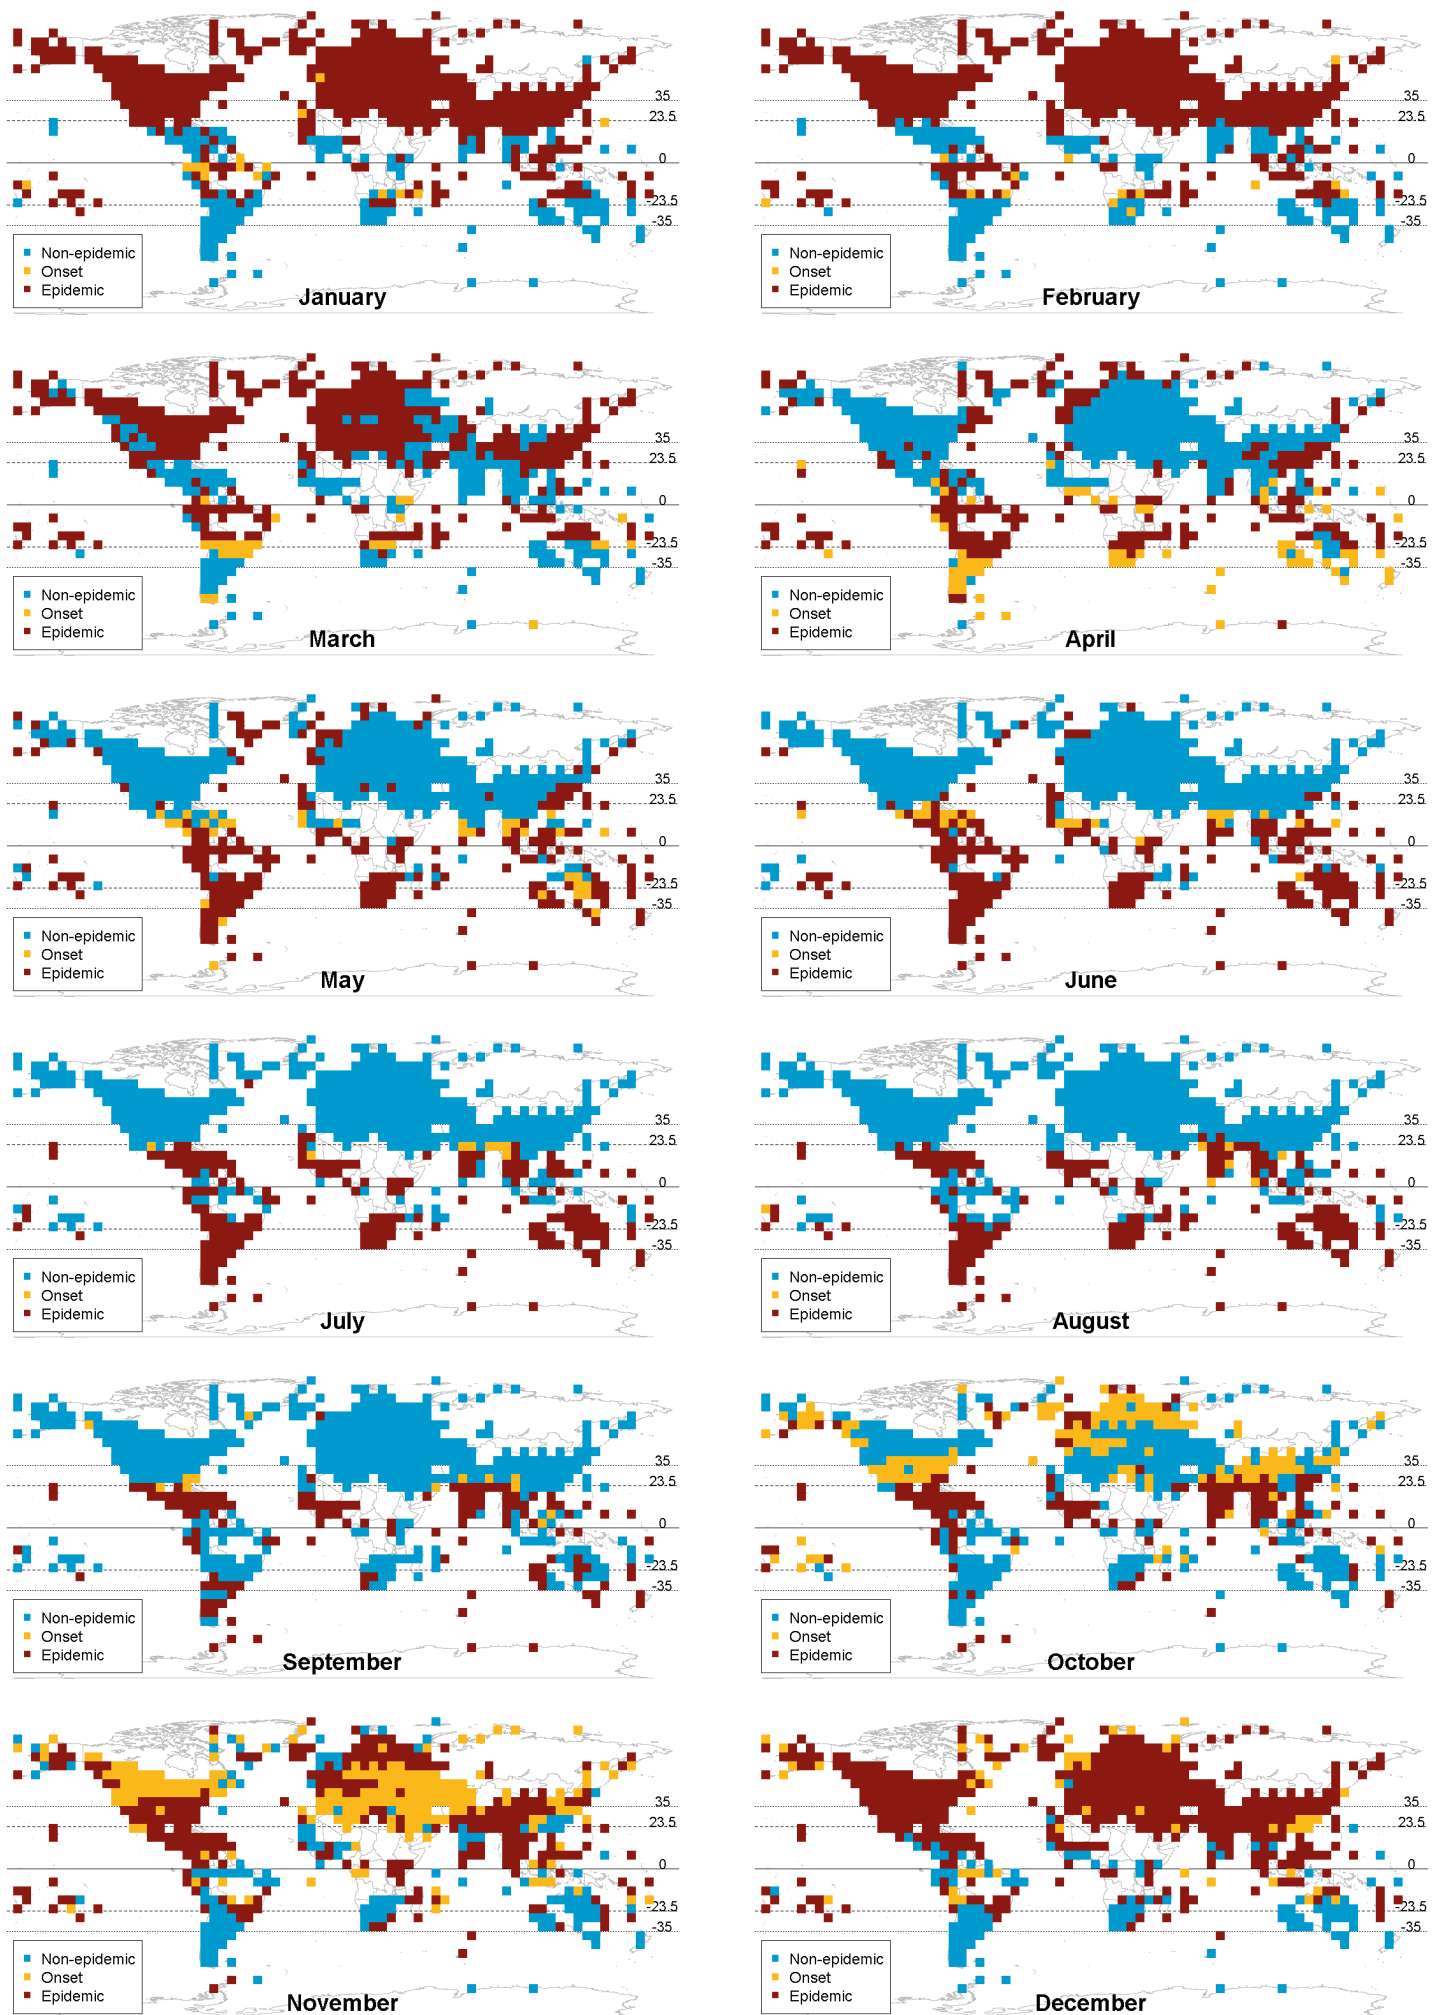 35
23.5
0
-23.5
-35
Non-epidemic
Onset
Epidemic
January
35
23.5
0
-23.5
-35
Non-epidemic
Onset
Epidemic
February
35
23.5
0
-23.5
-35
Non-epidemic
Onset
Epidemic
March
35
23.5
0
-23.5
-35
Non-epidemic
Onset
Epidemic
April
35
23.5
0
-23.5
-35
Non-epidemic
Onset
Epidemic
May
35
23.5
0
-23.5
-35
Non-epidemic
Onset
Epidemic
June
35
23.5
0
-23.5
-35
Non-epidemic
Onset
Epidemic
July
35
23.5
0
-23.5
-35
Non-epidemic
Onset
Epidemic
August
35
23.5
0
-23.5
-35
Non-epidemic
Onset
Epidemic
September
35
23.5
0
-23.5
-35
Non-epidemic
Onset
Epidemic
October
35
23.5
0
-23.5
-35
Non-epidemic
Onset
Epidemic
November
35
23.5
0
-23.5
-35
Non-epidemic
Onset
Epidemic
December